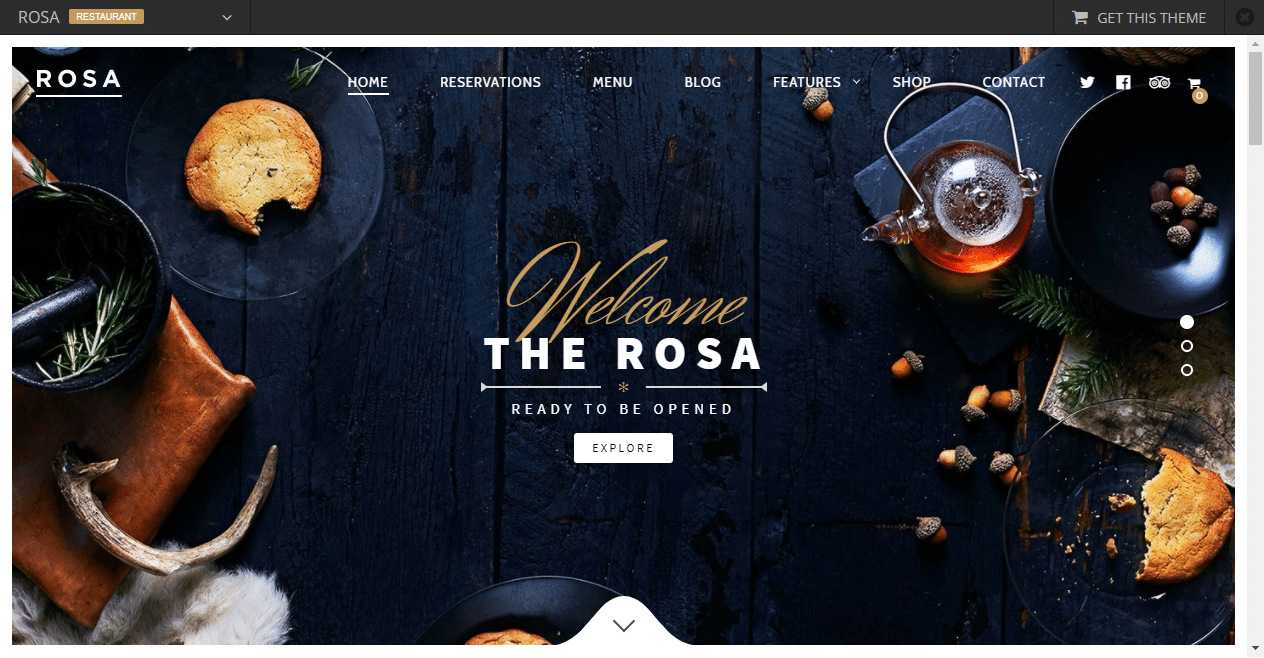 ROSA RESTAURANT GET THIS THEME
ROSA HOME RESERVATIONS MENU BLOG FEATURES SHOP CONTACT
0
Welcome
THE ROSA
READY TO BE OPENED
EXPLORE